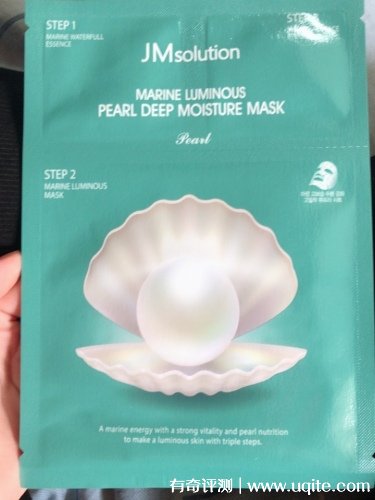 STEP 1
MARINE WATERFULL
ESSENCE
JMsolution
MARINE LUMINOUS
PEARL DEEP MOISTURE MASK
Pearl
STEP 2
MARINE LUMINOUS
MASK
A marine energy with a strong vitality and pearl nutrition
to make a luminous skin with triple steps.
有奇评测 | www.uqite.com